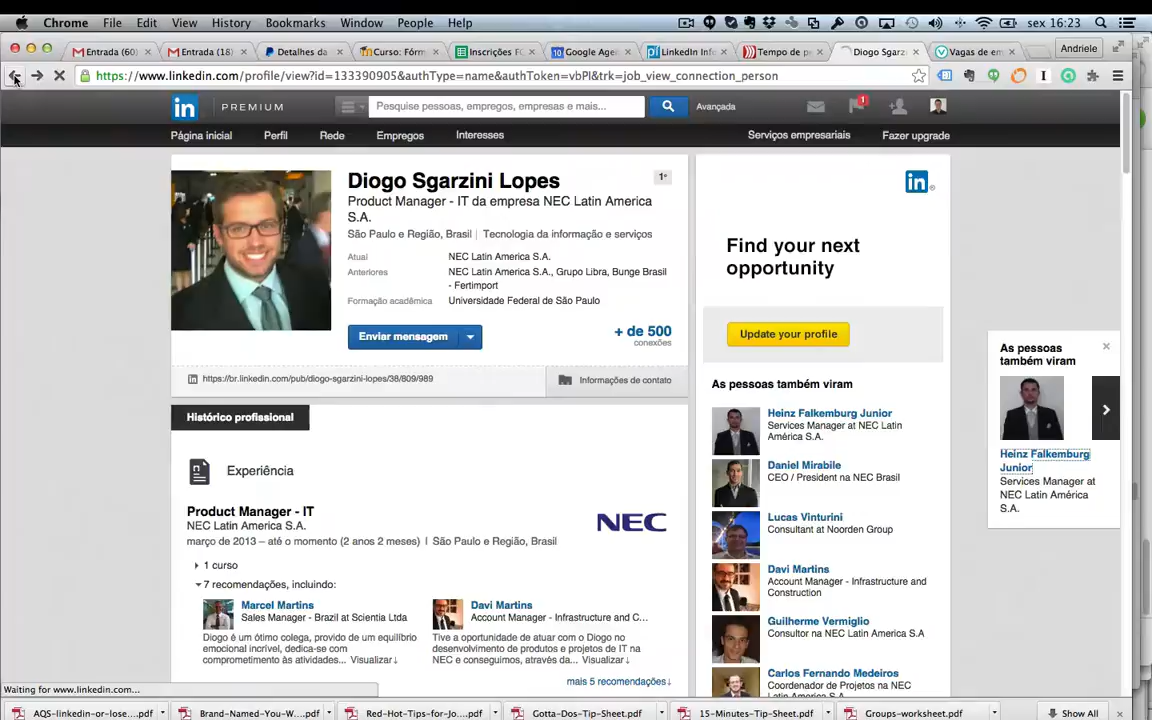 Chrome File Edit View History Bookmarks Window People Help
sex 16:23
Entrada (60)
Entrada (18)
Detalhes da
Curso: Fórm
Inscrições FC
Google Age
LinkedIn Info
Tempo de p
Diogo Sgarzi
Vagas de em
Andriele
https://www.linkedin.com/profile/view?id=133390905&authType=name&authToken=vbPl&trk=job_view_connection_person
in PREMIUM
Pesquise pessoas, empregos, empresas e mais...
Avançada
1
Página inicial Perfil Rede Empregos Interesses
Serviços empresariais Fazer upgrade
Diogo Sgarzini Lopes
1º
Product Manager - IT da empresa NEC Latin America
S.A.
São Paulo e Região, Brasil Tecnologia da informação e serviços
Atual NEC Latin America S.A.
Anteriores NEC Latin America S.A., Grupo Libra, Bunge Brasil
- Fertimport
Formação acadêmica Universidade Federal de São Paulo
Enviar mensagem
+ de 500
conexões
https://br.linkedin.com/pub/diogo-sgarzini-lopes/38/809/989
Informações de contato
Histórico profissional
Experiência
Product Manager - IT
NEC Latin America S.A.
março de 2013 – até o momento (2 anos 2 meses) | São Paulo e Região, Brasil
NEC
1 curso
7 recomendações, incluindo:
Marcel Martins
Sales Manager - Brazil at Scientia Ltda
Diogo é um ótimo colega, provido de um equilíbrio
emocional incrível, dedica-se com
comprometimento às atividades... Visualizar↓
Davi Martins
Account Manager - Infrastructure and C...
Tive a oportunidade de atuar com o Diogo no
desenvolvimento de produtos e projetos de IT na
NEC e conseguimos, através da... Visualizar↓
mais 5 recomendações↓
in
Find your next
opportunity
Update your profile
As pessoas também viram
Heinz Falkemburg Junior
Services Manager at NEC Latin
América S.A.
Daniel Mirabile
CEO / President na NEC Brasil
Lucas Vinturini
Consultant at Noorden Group
Davi Martins
Account Manager - Infrastructure and
Construction
Guilherme Vermiglio
Consultor na NEC Latin America S.A
Carlos Fernando Medeiros
Coordenador de Projetos na NEC
As pessoas
também viram
Heinz Falkemburg
Junior
Services Manager at
NEC Latin América
S.A.
Waiting for www.linkedin.com...
AQS-linkedin-or-lose....pdf
Brand-Named-You-W....pdf
Red-Hot-Tips-for-Jo....pdf
Gotta-Dos-Tip-Sheet.pdf
15-Minutes-Tip-Sheet.pdf
Groups-worksheet.pdf
Show All